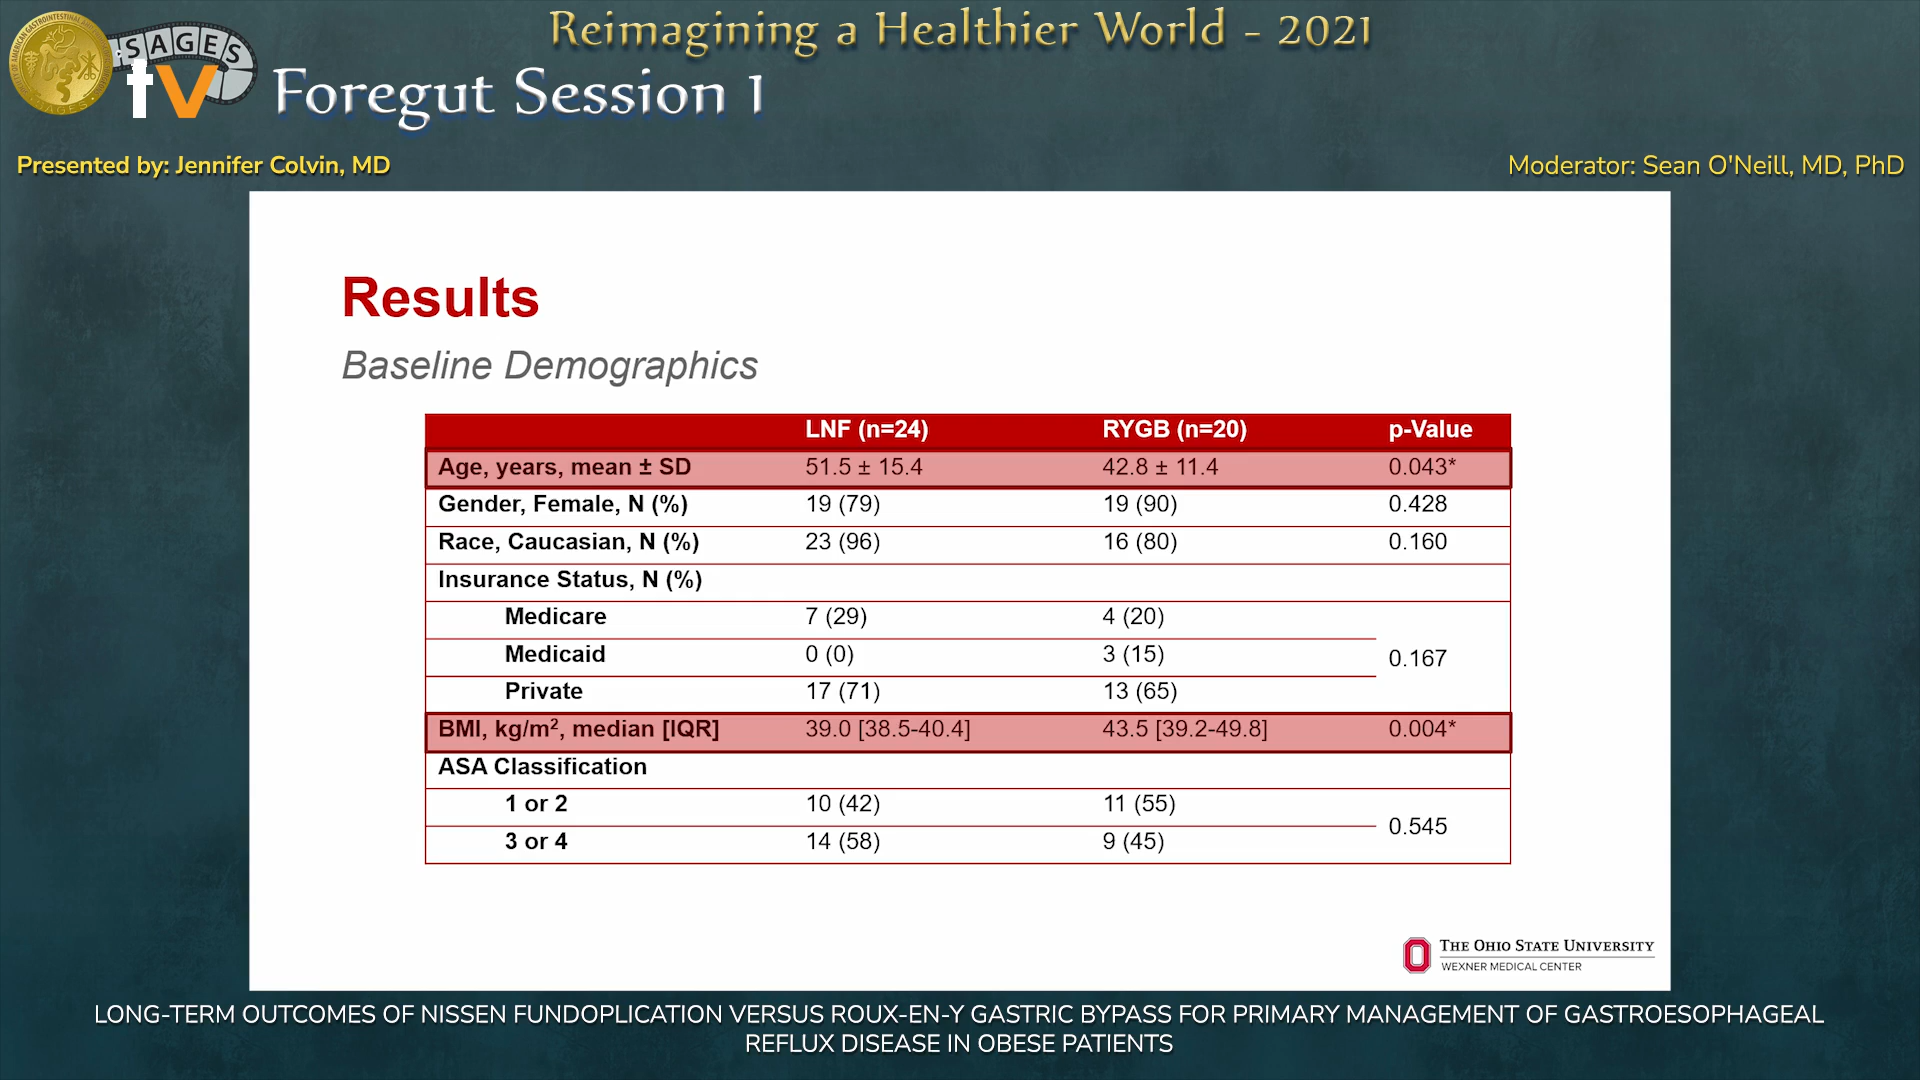 Reimagining a Healthier World - 2021
SAGES
tv
SAGES
Foregut Session 1
Presented by: Jennifer Colvin, MD
Moderator: Sean O'Neill, MD, PhD
Results
Baseline Demographics
LNF (n=24) RYGB (n=20) p-Value
Age, years, mean ± SD 51.5 ± 15.4 42.8 ± 11.4 0.043*
Gender, Female, N (%) 19 (79) 19 (90) 0.428
Race, Caucasian, N (%) 23 (96) 16 (80) 0.160
Insurance Status, N (%)
Medicare 7 (29) 4 (20)
Medicaid 0 (0) 3 (15) 0.167
Private 17 (71) 13 (65)
BMI, kg/m², median [IQR] 39.0 [38.5-40.4] 43.5 [39.2-49.8] 0.004*
ASA Classification
1 or 2 10 (42) 11 (55) 0.545
3 or 4 14 (58) 9 (45)
THE OHIO STATE UNIVERSITY
WEXNER MEDICAL CENTER
LONG-TERM OUTCOMES OF NISSEN FUNDOPLICATION VERSUS ROUX-EN-Y GASTRIC BYPASS FOR PRIMARY MANAGEMENT OF GASTROESOPHAGEAL
REFLUX DISEASE IN OBESE PATIENTS